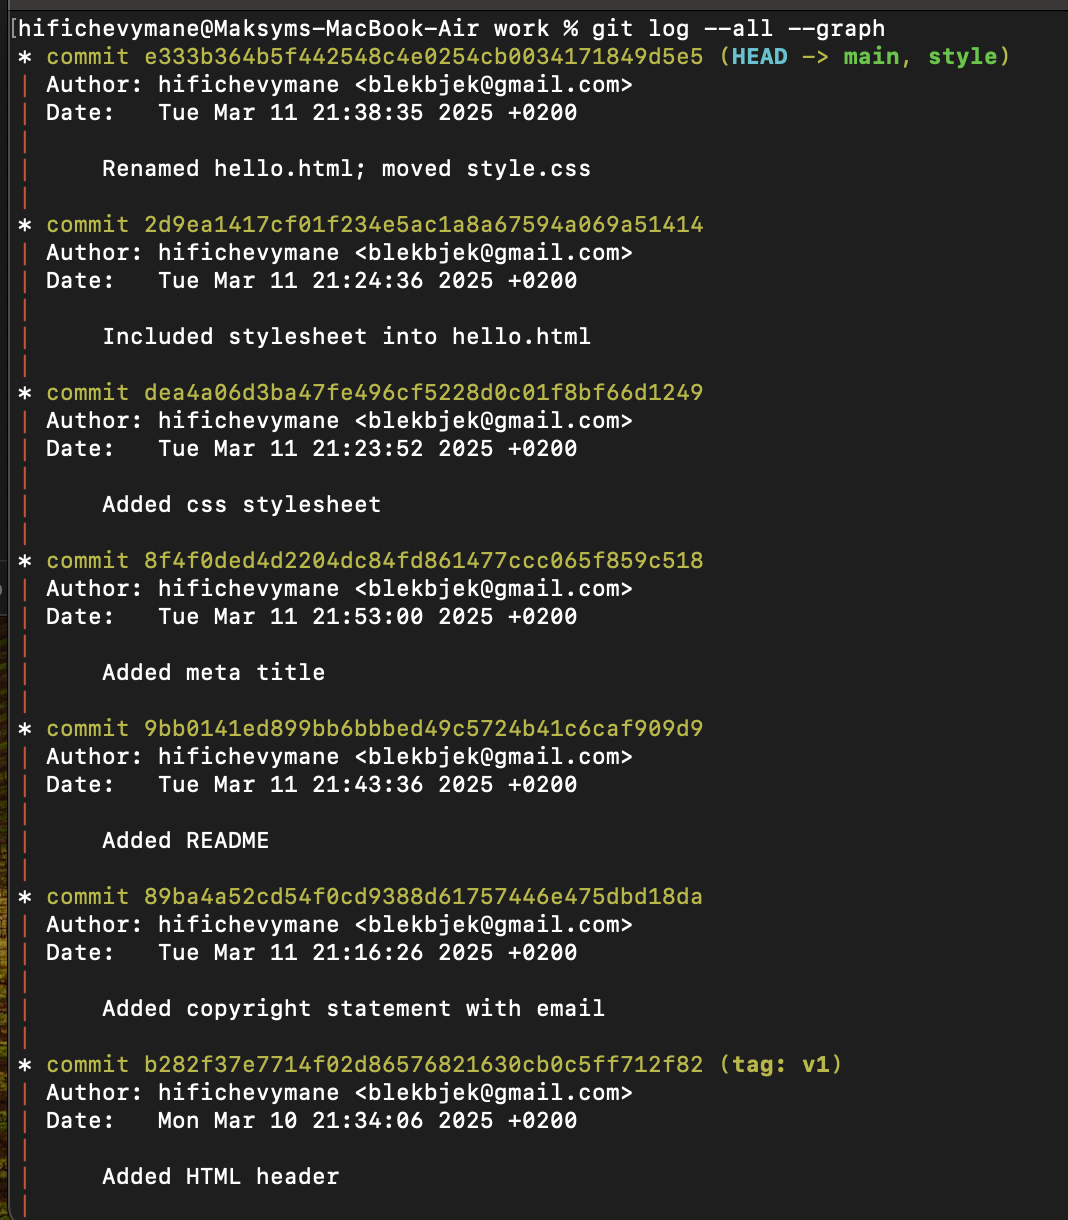 [hifichevymane@Maksyms-MacBook-Air work % git log --all --graph
* commit e333b364b5f442548c4e0254cb0034171849d5e5 (HEAD -> main, style)
| Author: hifichevymane <blekbjek@gmail.com>
| Date:   Tue Mar 11 21:38:35 2025 +0200
|
|     Renamed hello.html; moved style.css
|
* commit 2d9ea1417cf01f234e5ac1a8a67594a069a51414
| Author: hifichevymane <blekbjek@gmail.com>
| Date:   Tue Mar 11 21:24:36 2025 +0200
|
|     Included stylesheet into hello.html
|
* commit dea4a06d3ba47fe496cf5228d0c01f8bf66d1249
| Author: hifichevymane <blekbjek@gmail.com>
| Date:   Tue Mar 11 21:23:52 2025 +0200
|
|     Added css stylesheet
|
* commit 8f4f0ded4d2204dc84fd861477ccc065f859c518
| Author: hifichevymane <blekbjek@gmail.com>
| Date:   Tue Mar 11 21:53:00 2025 +0200
|
|     Added meta title
|
* commit 9bb0141ed899bb6bbbed49c5724b41c6caf909d9
| Author: hifichevymane <blekbjek@gmail.com>
| Date:   Tue Mar 11 21:43:36 2025 +0200
|
|     Added README
|
* commit 89ba4a52cd54f0cd9388d61757446e475dbd18da
| Author: hifichevymane <blekbjek@gmail.com>
| Date:   Tue Mar 11 21:16:26 2025 +0200
|
|     Added copyright statement with email
|
* commit b282f37e7714f02d86576821630cb0c5ff712f82 (tag: v1)
| Author: hifichevymane <blekbjek@gmail.com>
| Date:   Mon Mar 10 21:34:06 2025 +0200
|
|     Added HTML header
|